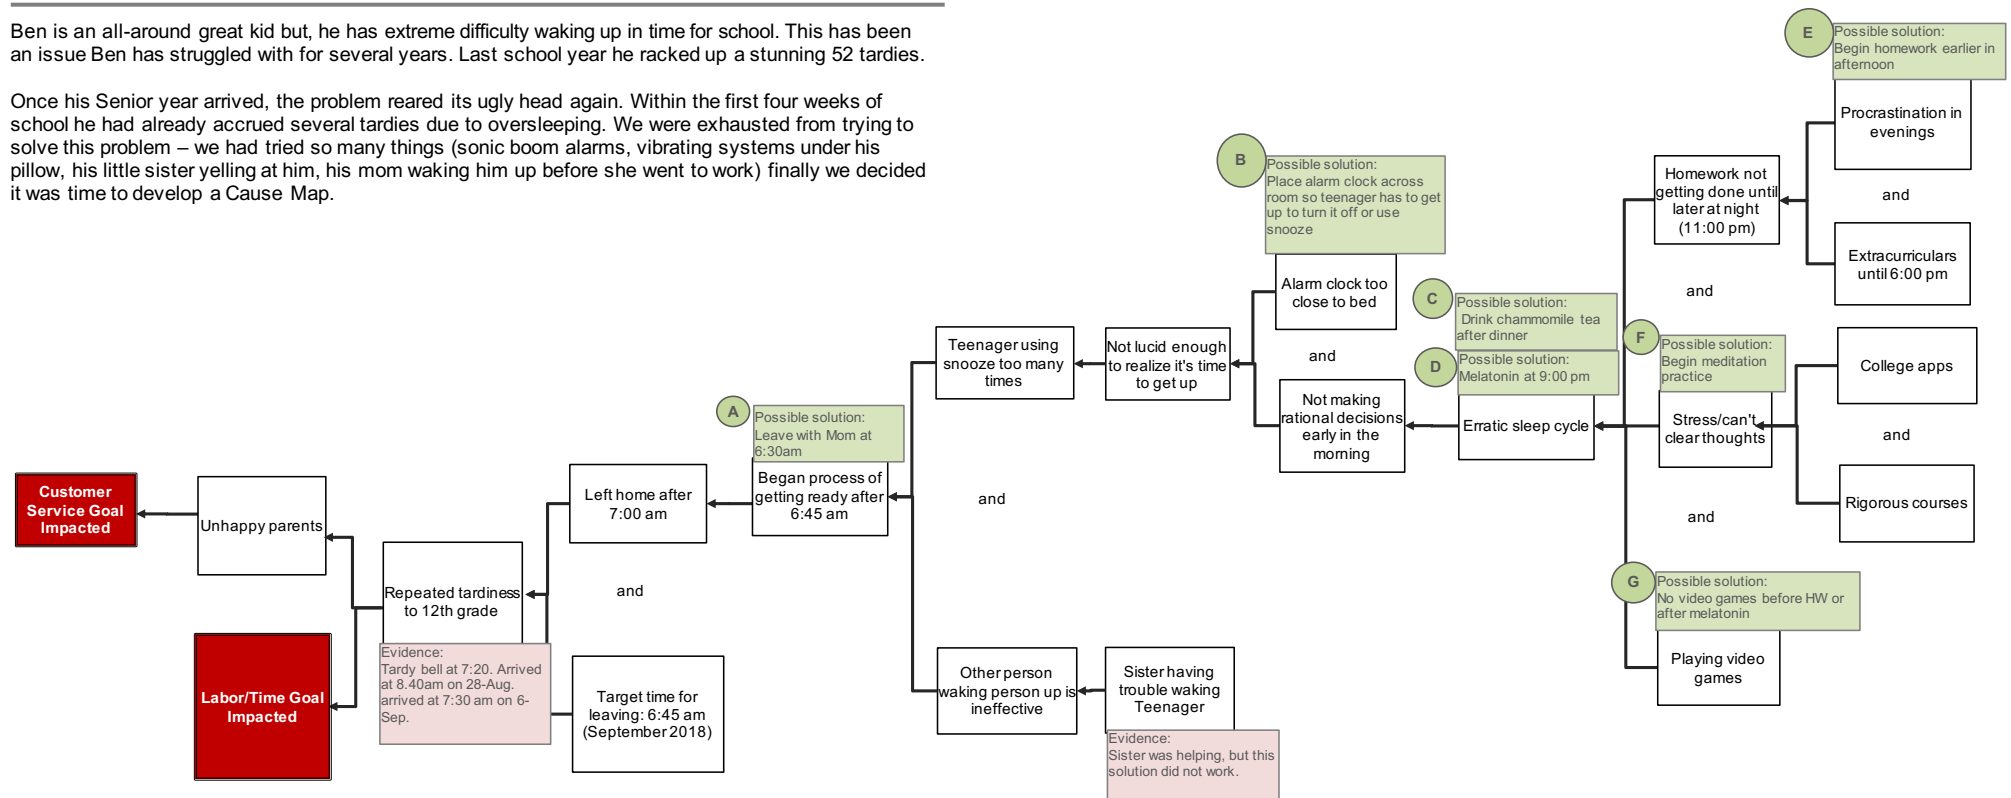 Ben is an all-around great kid but, he has extreme difficulty waking up in time for school. This has been
an issue Ben has struggled with for several years. Last school year he racked up a stunning 52 tardies.
Once his Senior year arrived, the problem reared its ugly head again. Within the first four weeks of
school he had already accrued several tardies due to oversleeping. We were exhausted from trying to
solve this problem – we had tried so many things (sonic boom alarms, vibrating systems under his
pillow, his little sister yelling at him, his mom waking him up before she went to work) finally we decided
it was time to develop a Cause Map.
Customer
Service Goal
Impacted
Unhappy parents
Labor/Time Goal
Impacted
Repeated tardiness
to 12th grade
Evidence:
Tardy bell at 7:20. Arrived
at 8.40am on 28-Aug.
arrived at 7:30 am on 6-
Sep.
Left home after
7:00 am
and
Target time for
leaving: 6:45 am
(September 2018)
A
Possible solution:
Leave with Mom at
6:30am
Began process of
getting ready after
6:45 am
Teenager using
snooze too many
times
and
Other person
waking person up is
ineffective
Not lucid enough
to realize it's time
to get up
Sister having
trouble waking
Teenager
Evidence:
Sister was helping, but this
solution did not work.
B
Possible solution:
Place alarm clock across
room so teenager has to get
up to turn it off or use
snooze
Alarm clock too
close to bed
and
Not making
rational decisions
early in the
morning
C
Possible solution:
Drink chammomile tea
after dinner
D
Possible solution:
Melatonin at 9:00 pm
Erratic sleep cycle
Homework not
getting done until
later at night
(11:00 pm)
and
F
Possible solution:
Begin meditation
practice
Stress/can't
clear thoughts
and
G
Possible solution:
No video games before HW or
after melatonin
Playing video
games
E
Possible solution:
Begin homework earlier in
afternoon
Procrastination in
evenings
and
Extracurriculars
until 6:00 pm
College apps
and
Rigorous courses